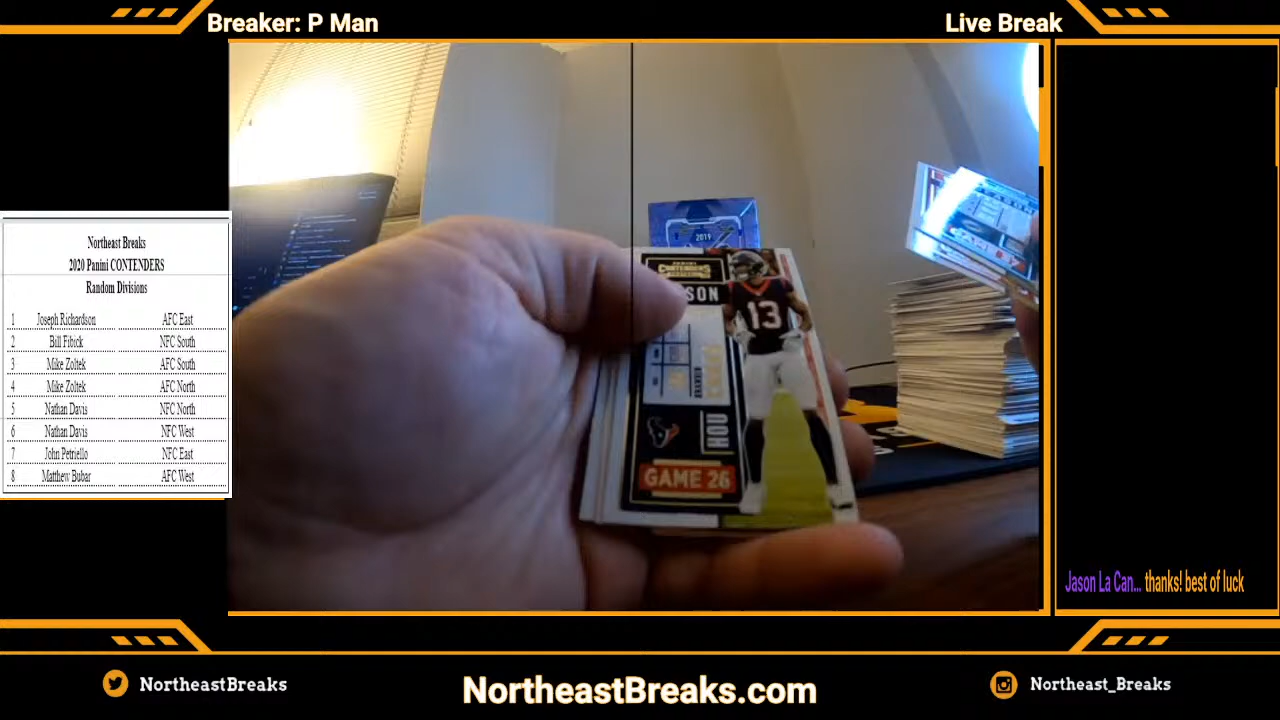 Breaker: P Man
Live Break
Northeast Breaks
2020 Panini CONTENDERS
Random Divisions
1 Joseph Richardson AFC East
2 Bill Fibick NFC South
3 Mike Zoltek AFC South
4 Mike Zoltek AFC North
5 Nathan Davis NFC North
6 Nathan Davis NFC West
7 John Petriello NFC East
8 Matthew Bubar AFC West
2019
CONTENDERS
SON
13
HOU
GAME 26
Jason La Can... thanks! best of luck
NortheastBreaks
NortheastBreaks.com
Northeast_Breaks